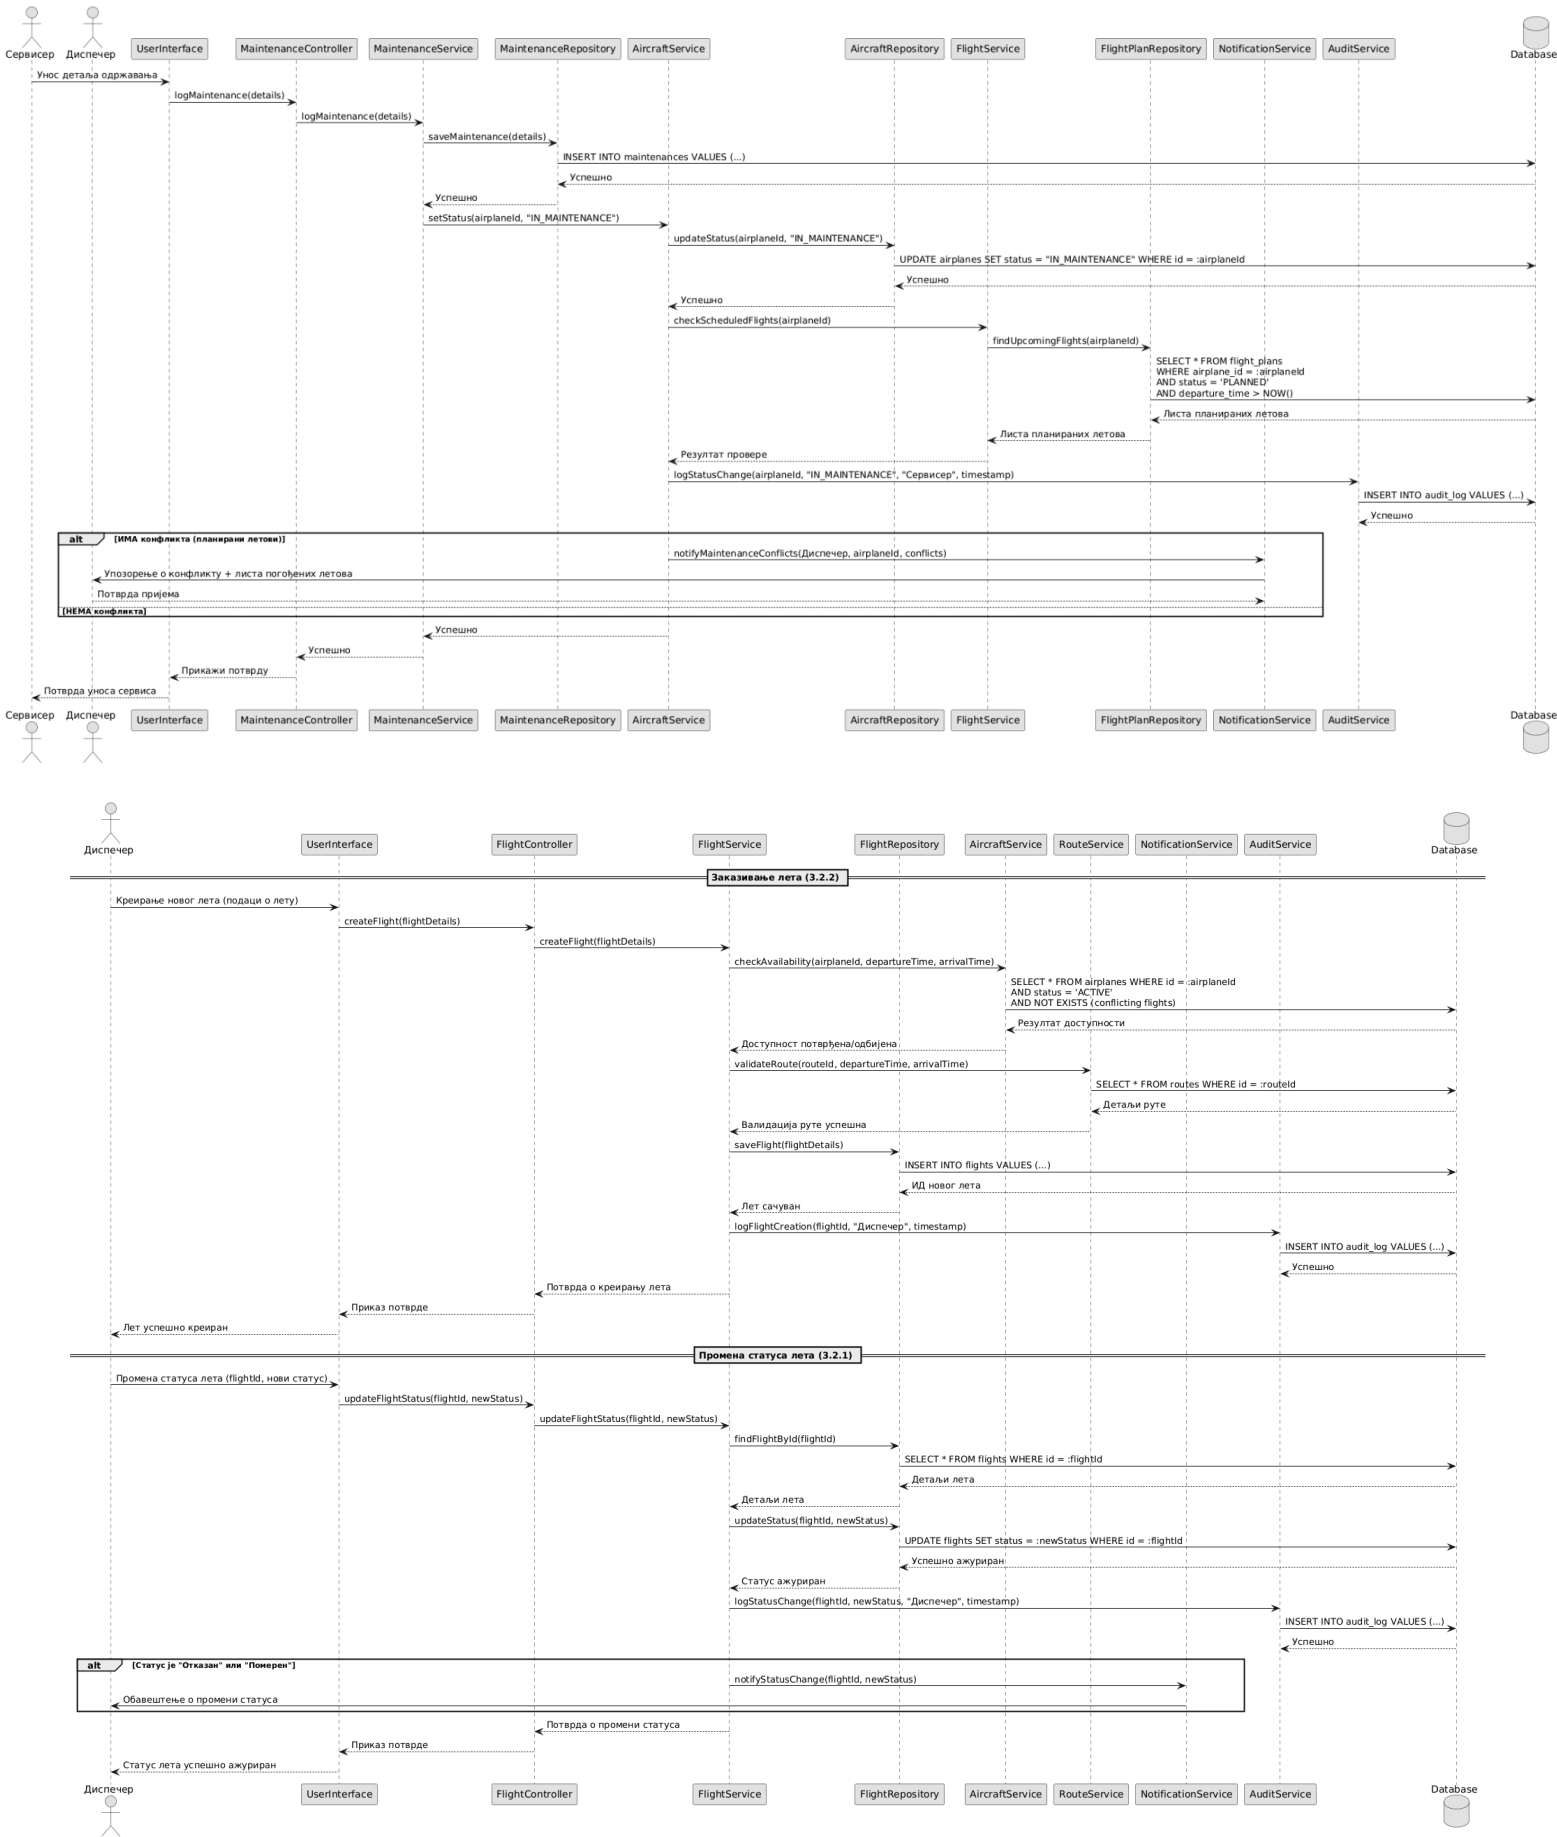 Сервисер
Диспечер
UserInterface
MaintenanceController
MaintenanceService
MaintenanceRepository
AircraftService
AircraftRepository
FlightService
FlightPlanRepository
NotificationService
AuditService
Database
Унос детаља одржавања
logMaintenance(details)
logMaintenance(details)
saveMaintenance(details)
INSERT INTO maintenances VALUES (...)
Успешно
Успешно
setStatus(airplaneId, "IN_MAINTENANCE")
updateStatus(airplaneId, "IN_MAINTENANCE")
UPDATE airplanes SET status = "IN_MAINTENANCE" WHERE id = :airplaneId
Успешно
Успешно
checkScheduledFlights(airplaneId)
findUpcomingFlights(airplaneId)
SELECT * FROM flight_plans
WHERE airplane_id = :airplaneId
AND status = 'PLANNED'
AND departure_time > NOW()
Листа планираних летова
Листа планираних летова
Резултат провере
logStatusChange(airplaneId, "IN_MAINTENANCE", "Сервисер", timestamp)
INSERT INTO audit_log VALUES (...)
Успешно
alt [ИМА конфликта (планирани летови)]
notifyMaintenanceConflicts(Диспечер, airplaneId, conflicts)
Упозорење о конфликту + листа погођених летова
Потврда пријема
[НЕМА конфликта]
Успешно
Успешно
Прикажи потврду
Потврда уноса сервиса
Сервисер
Диспечер
UserInterface
MaintenanceController
MaintenanceService
MaintenanceRepository
AircraftService
AircraftRepository
FlightService
FlightPlanRepository
NotificationService
AuditService
Database
Диспечер
UserInterface
FlightController
FlightService
FlightRepository
AircraftService
RouteService
NotificationService
AuditService
Database
Заказивање лета (3.2.2)
Креирање новог лета (подаци о лету)
createFlight(flightDetails)
createFlight(flightDetails)
checkAvailability(airplaneId, departureTime, arrivalTime)
SELECT * FROM airplanes WHERE id = :airplaneId
AND status = 'ACTIVE'
AND NOT EXISTS (conflicting flights)
Резултат доступности
Доступност потврђена/одбијена
validateRoute(routeId, departureTime, arrivalTime)
SELECT * FROM routes WHERE id = :routeId
Детаљи руте
Валидација руте успешна
saveFlight(flightDetails)
INSERT INTO flights VALUES (...)
ИД новог лета
Лет сачуван
logFlightCreation(flightId, "Диспечер", timestamp)
INSERT INTO audit_log VALUES (...)
Успешно
Потврда о креирању лета
Приказ потврде
Лет успешно креиран
Промена статуса лета (3.2.1)
Промена статуса лета (flightId, нови статус)
updateFlightStatus(flightId, newStatus)
updateFlightStatus(flightId, newStatus)
findFlightById(flightId)
SELECT * FROM flights WHERE id = :flightId
Детаљи лета
Детаљи лета
updateStatus(flightId, newStatus)
UPDATE flights SET status = :newStatus WHERE id = :flightId
Успешно ажуриран
Статус ажуриран
logStatusChange(flightId, newStatus, "Диспечер", timestamp)
INSERT INTO audit_log VALUES (...)
Успешно
alt [Статус је "Отказан" или "Померен"]
notifyStatusChange(flightId, newStatus)
Обавештење о промени статуса
Потврда о промени статуса
Приказ потврде
Статус лета успешно ажуриран
Диспечер
UserInterface
FlightController
FlightService
FlightRepository
AircraftService
RouteService
NotificationService
AuditService
Database